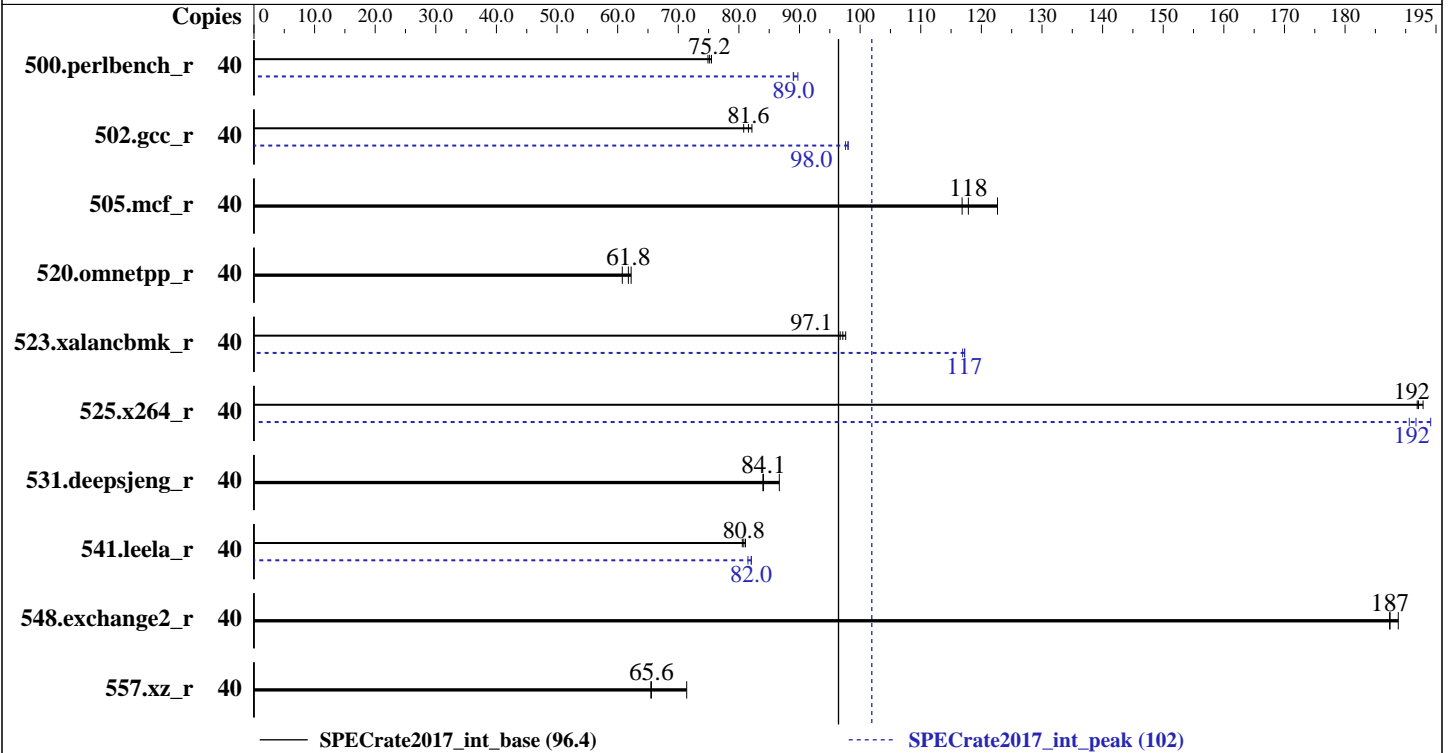 Copies 0 10.0 20.0 30.0 40.0 50.0 60.0 70.0 80.0 90.0 100 110 120 130 140 150 160 170 180 195
75.2
500.perlbench_r 40
89.0
81.6
502.gcc_r 40
98.0
118
505.mcf_r 40
61.8
520.omnetpp_r 40
97.1
523.xalancbmk_r 40
117
192
525.x264_r 40
192
84.1
531.deepsjeng_r 40
80.8
541.leela_r 40
82.0
187
548.exchange2_r 40
65.6
557.xz_r 40
SPECrate2017_int_base (96.4) SPECrate2017_int_peak (102)